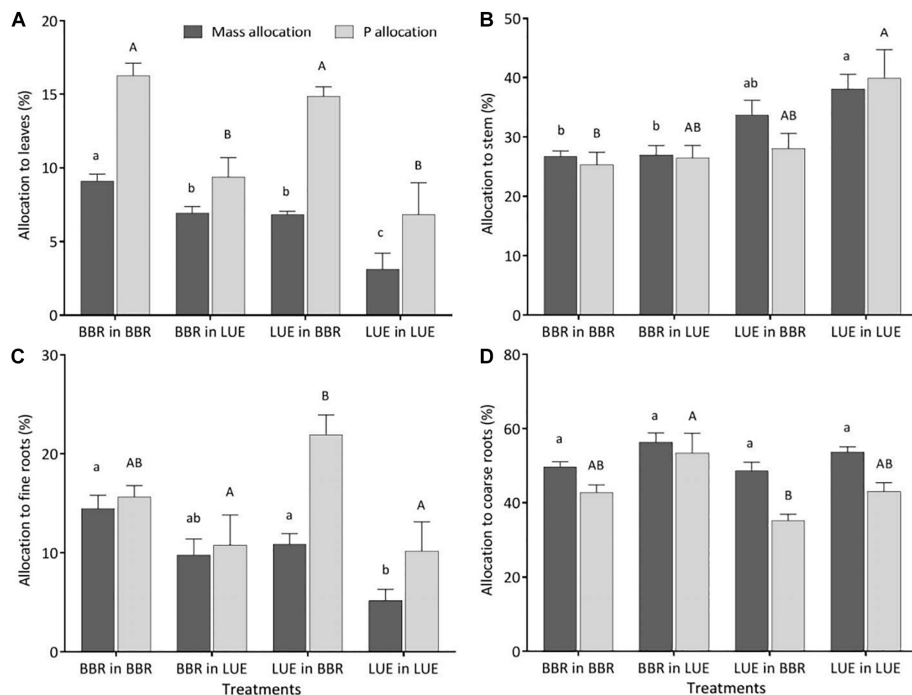 A
Allocation to leaves (%)
20
15
10
5
0
Mass allocation
P allocation
a A
b B
b A
c B
BBR in BBR BBR in LUE LUE in BBR LUE in LUE
B
Allocation to stem (%)
60
50
40
30
20
10
0
b B
b AB
ab AB
a A
BBR in BBR BBR in LUE LUE in BBR LUE in LUE
C
Allocation to fine roots (%)
30
20
10
0
a AB
ab A
a B
b A
BBR in BBR BBR in LUE LUE in BBR LUE in LUE
Treatments
D
Allocation to coarse roots (%)
80
60
40
20
0
a AB
a A
a B
a AB
BBR in BBR BBR in LUE LUE in BBR LUE in LUE
Treatments